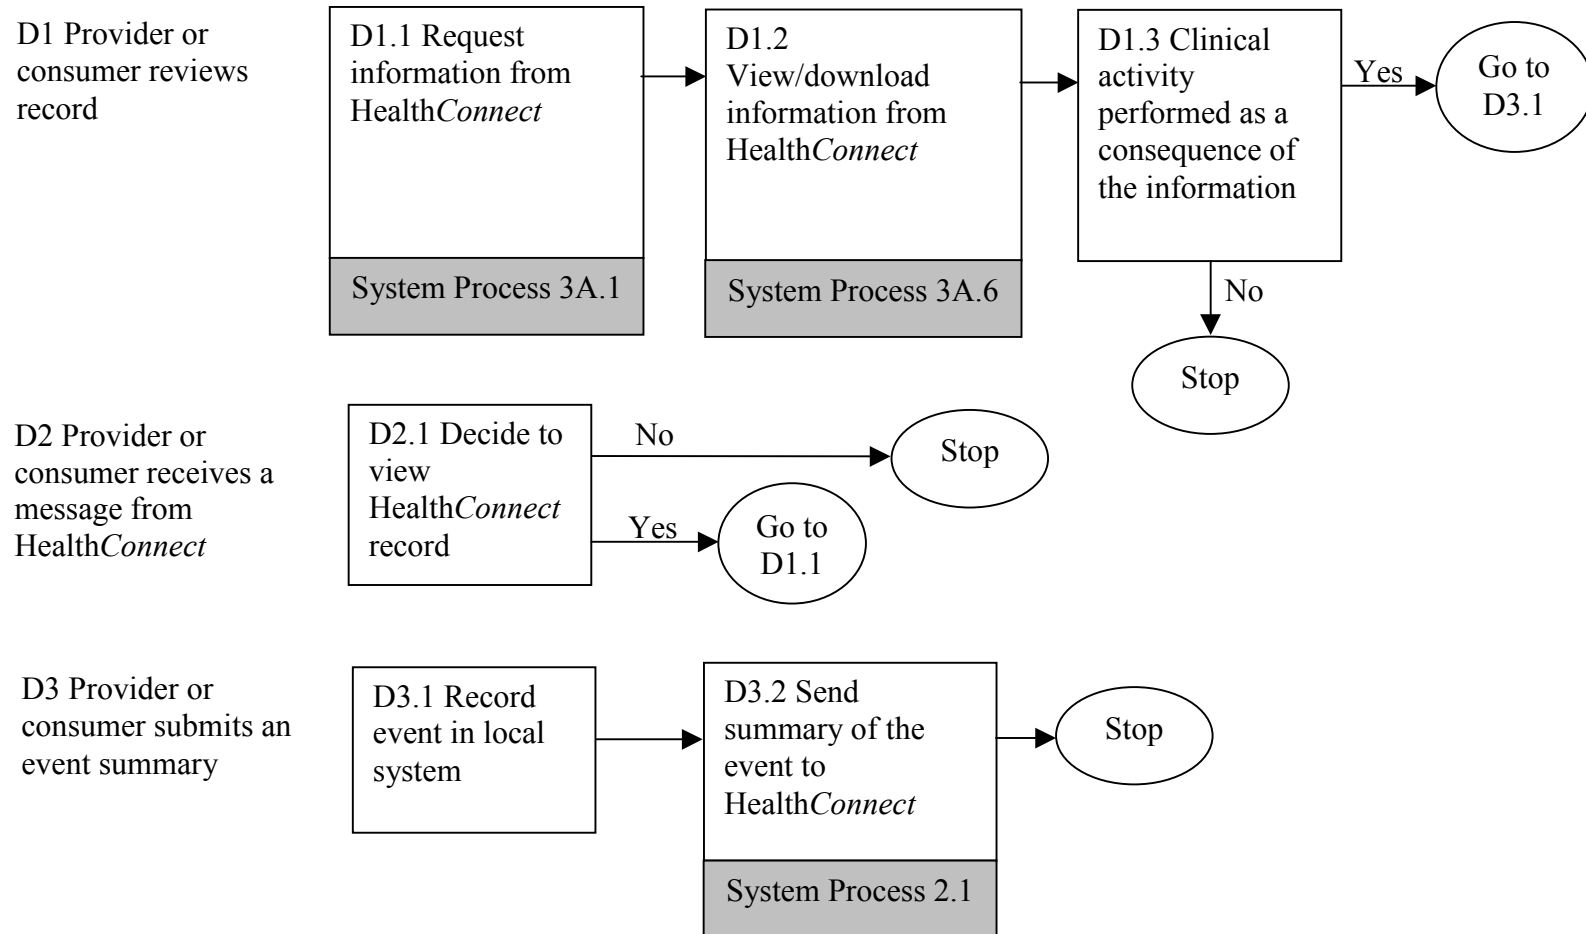 D1 Provider or
consumer reviews
record
D1.1 Request
information from
HealthConnect
System Process 3A.1
D1.2
View/download
information from
HealthConnect
System Process 3A.6
D1.3 Clinical
activity
performed as a
consequence of
the information
Yes
Go to
D3.1
No
Stop
D2 Provider or
consumer receives a
message from
HealthConnect
D2.1 Decide to
view
HealthConnect
record
No
Stop
Yes
Go to
D1.1
D3 Provider or
consumer submits an
event summary
D3.1 Record
event in local
system
D3.2 Send
summary of the
event to
HealthConnect
System Process 2.1
Stop